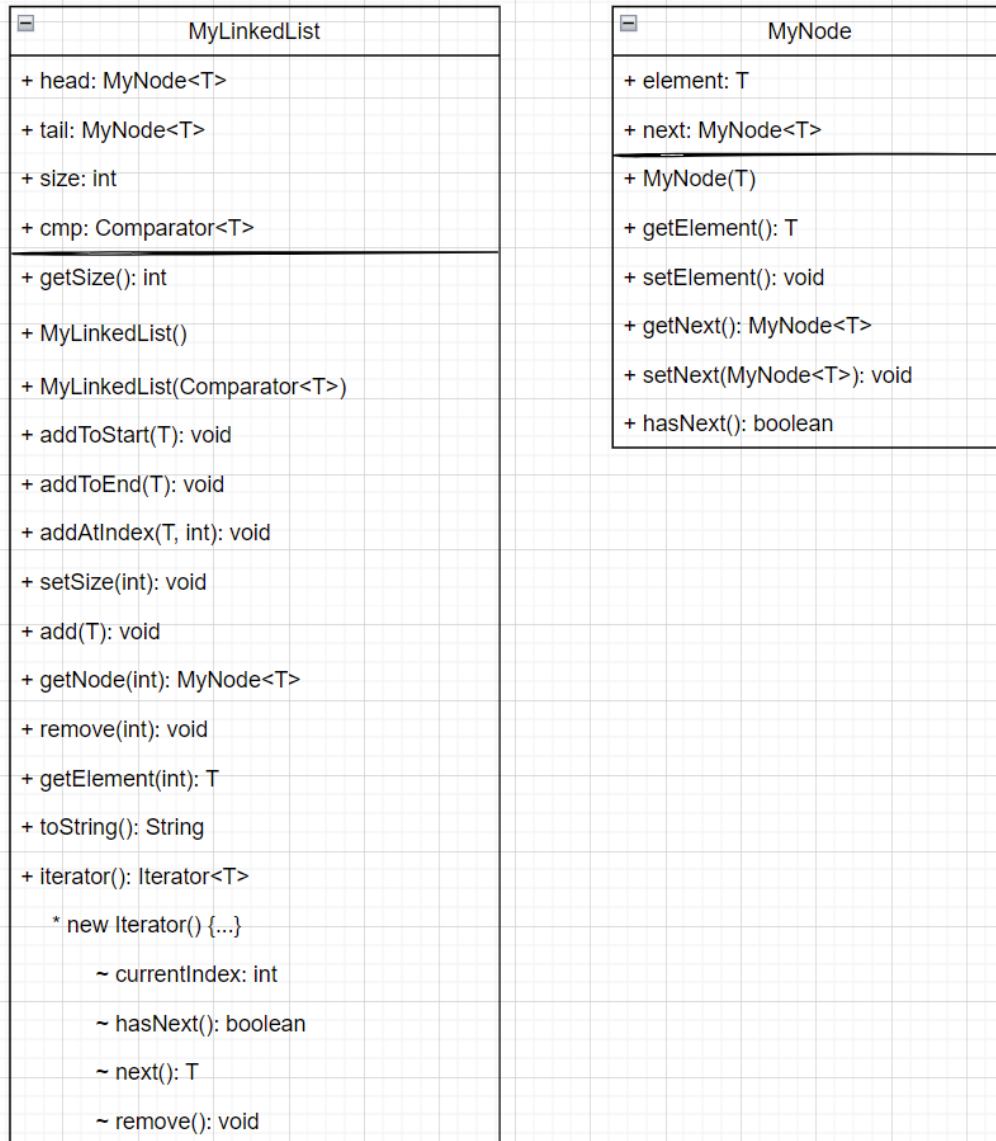 MyLinkedList
+ head: MyNode<T>
+ tail: MyNode<T>
+ size: int
+ cmp: Comparator<T>
+ getSize(): int
+ MyLinkedList()
+ MyLinkedList(Comparator<T>)
+ addToStart(T): void
+ addToEnd(T): void
+ addAtIndex(T, int): void
+ setSize(int): void
+ add(T): void
+ getNode(int): MyNode<T>
+ remove(int): void
+ getElement(int): T
+ toString(): String
+ iterator(): Iterator<T>
* new Iterator() {...}
~ currentIndex: int
~ hasNext(): boolean
~ next(): T
~ remove(): void
MyNode
+ element: T
+ next: MyNode<T>
+ MyNode(T)
+ getElement(): T
+ setElement(): void
+ getNext(): MyNode<T>
+ setNext(MyNode<T>): void
+ hasNext(): boolean